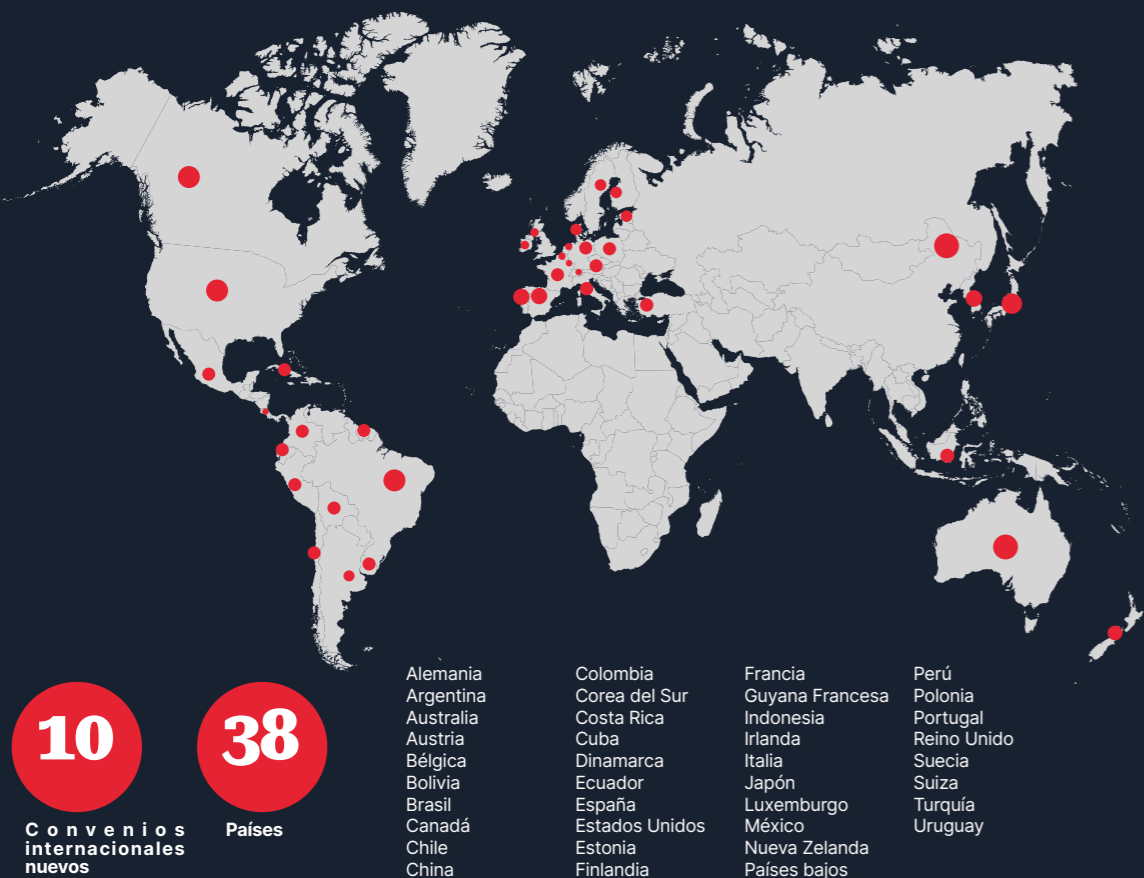 10
Convenios
internacionales
nuevos
38
Países
Alemania
Argentina
Australia
Austria
Bélgica
Bolivia
Brasil
Canadá
Chile
China
Colombia
Corea del Sur
Costa Rica
Cuba
Dinamarca
Ecuador
España
Estados Unidos
Estonia
Finlandia
Francia
Guyana Francesa
Indonesia
Irlanda
Italia
Japón
Luxemburgo
México
Nueva Zelanda
Países bajos
Perú
Polonia
Portugal
Reino Unido
Suecia
Suiza
Turquía
Uruguay